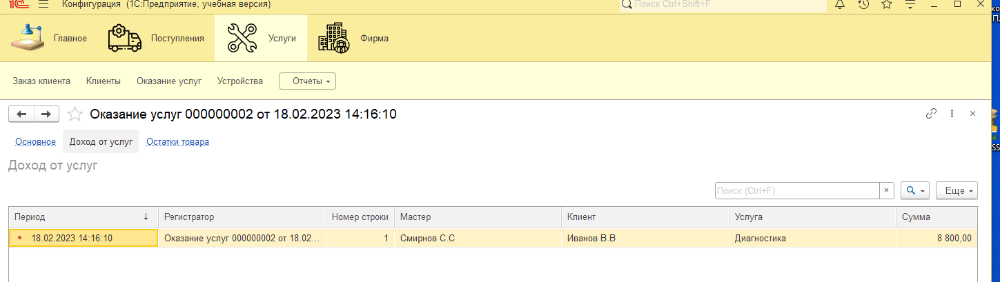 1С Конфигурация (1С:Предприятие, учебная версия) Поиск Ctrl+Shift+F
Главное Поступления Услуги Фирма
Заказ клиента Клиенты Оказание услуг Устройства Отчеты
Оказание услуг 000000002 от 18.02.2023 14:16:10
Основное Доход от услуг Остатки товара
Доход от услуг
Поиск (Ctrl+F) × Еще
Период ↓ Регистратор Номер строки Мастер Клиент Услуга Сумма
18.02.2023 14:16:10 Оказание услуг 000000002 от 18.02... 1 Смирнов С.С Иванов В.В Диагностика 8 800,00